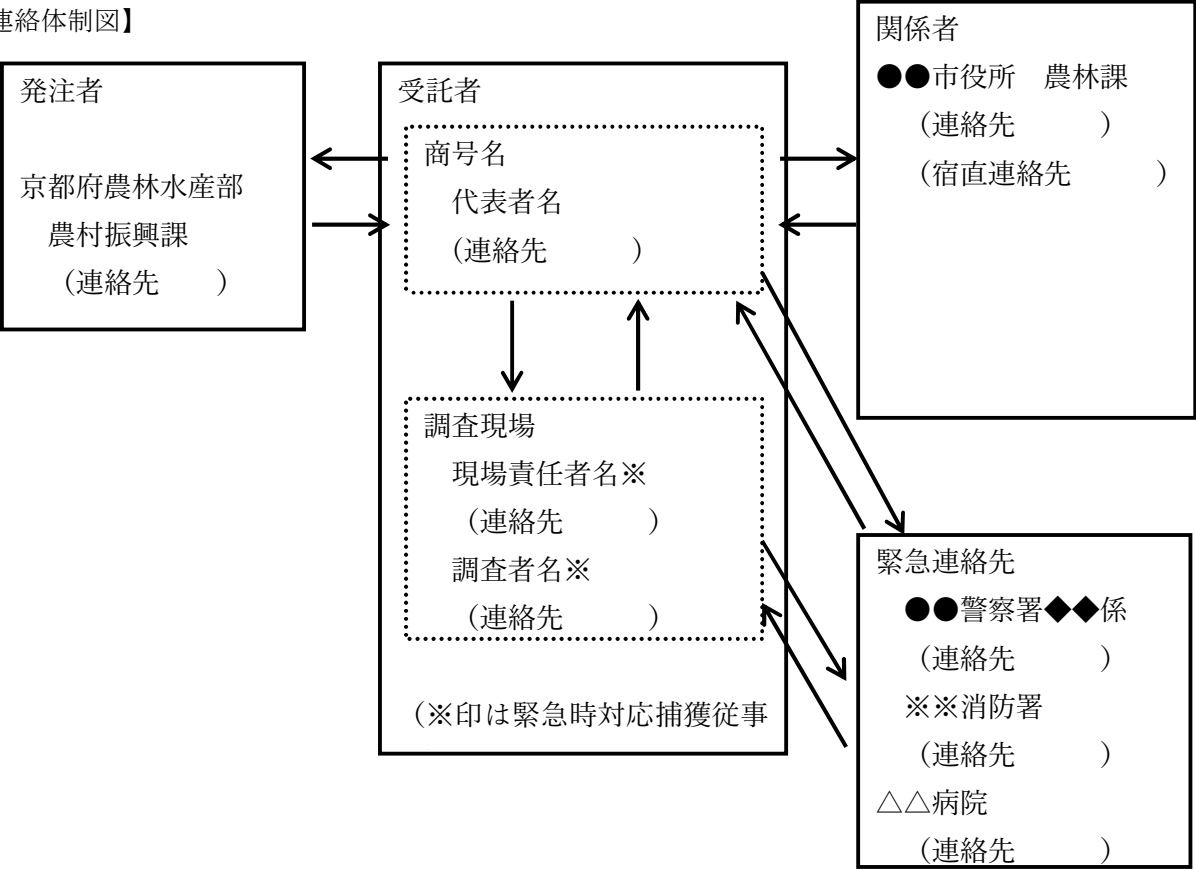 連絡体制図】
発注者
京都府農林水産部
農村振興課
（連絡先　　）
受託者
商号名
代表者名
（連絡先　　　）
調査現場
現場責任者名※
（連絡先　　　）
調査者名※
（連絡先　　　）
（※印は緊急時対応捕獲従事
関係者
●●市役所　農林課
（連絡先　　　）
（宿直連絡先　　　）
緊急連絡先
●●警察署◆◆係
（連絡先　　　）
※※消防署
（連絡先　　　）
△△病院
（連絡先　　　）